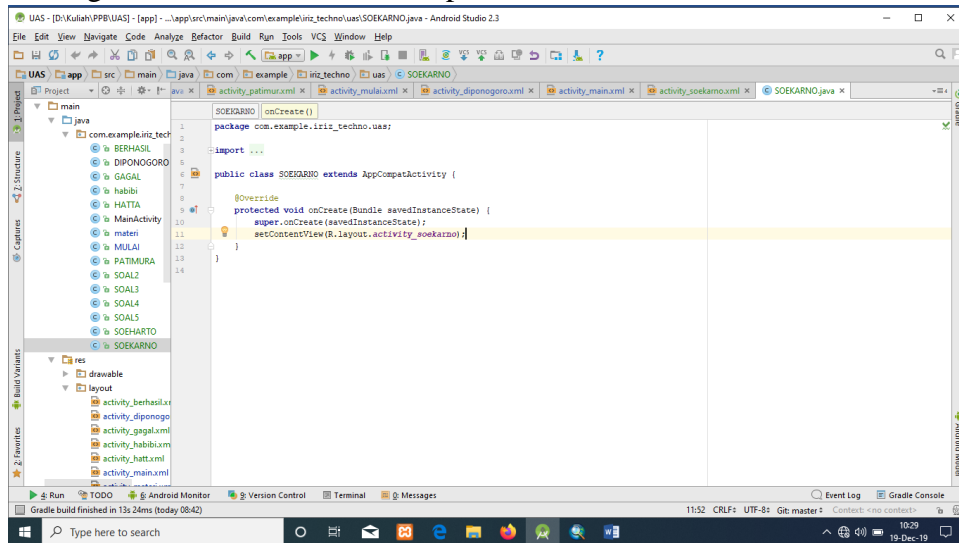 UAS - [D:\Kuliah\PPB\UAS] - [app] - ...\app\src\main\java\com\example\iriz_techno\uas\SOEKARNO.java - Android Studio 2.3
File Edit View Navigate Code Analyze Refactor Build Run Tools VCS Window Help
app
UAS app src main java com example iriz_techno uas SOEKARNO
Project ava × activity_patimur.xml × activity_mulai.xml × activity_diponogoro.xml × activity_main.xml × activity_soekarno.xml × SOEKARNO.java ×
1: Project
Z: Structure
Captures
Build Variants
2: Favorites
Gradle
Android Model
main
java
com.example.iriz_tech
BERHASIL
DIPONOGORO
GAGAL
habibi
HATTA
MainActivity
materi
MULAI
PATIMURA
SOAL2
SOAL3
SOAL4
SOAL5
SOEHARTO
SOEKARNO
res
drawable
layout
activity_berhasil.xr
activity_diponogo
activity_gagal.xml
activity_habibi.xm
activity_hatt.xml
activity_main.xml
SOEKARNO onCreate()
1 package com.example.iriz_techno.uas;
2
3 import ...
5
6 public class SOEKARNO extends AppCompatActivity {
7
8 @Override
9 protected void onCreate(Bundle savedInstanceState) {
10 super.onCreate(savedInstanceState);
11 setContentView(R.layout.activity_soekarno);
12 }
13 }
14
4: Run TODO 6: Android Monitor 9: Version Control Terminal 0: Messages Event Log Gradle Console
Gradle build finished in 13s 24ms (today 08:42) 11:52 CRLF÷ UTF-8÷ Git: master÷ Context: <no context>
Type here to search
10:29
19-Dec-19